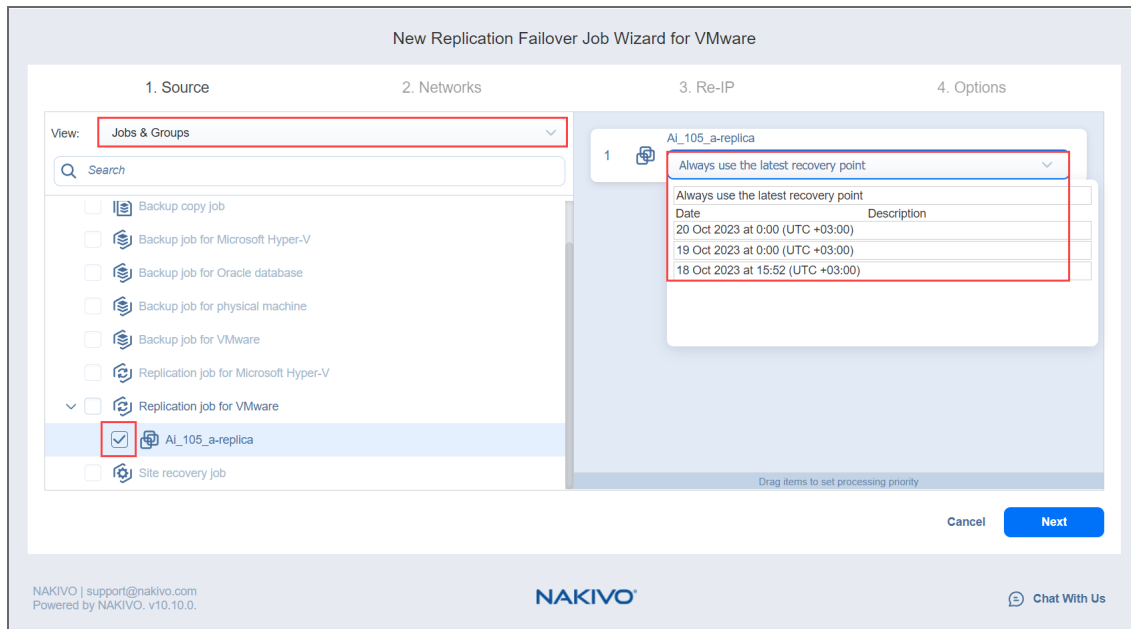 New Replication Failover Job Wizard for VMware
1. Source
2. Networks
3. Re-IP
4. Options
View:
Jobs & Groups
Search
Backup copy job
Backup job for Microsoft Hyper-V
Backup job for Oracle database
Backup job for physical machine
Backup job for VMware
Replication job for Microsoft Hyper-V
Replication job for VMware
Ai_105_a-replica
Site recovery job
1
Ai_105_a-replica
Always use the latest recovery point
Always use the latest recovery point
Date Description
20 Oct 2023 at 0:00 (UTC +03:00)
19 Oct 2023 at 0:00 (UTC +03:00)
18 Oct 2023 at 15:52 (UTC +03:00)
Drag items to set processing priority
Cancel
Next
NAKIVO | support@nakivo.com
Powered by NAKIVO. v10.10.0.
NAKIVO®
Chat With Us